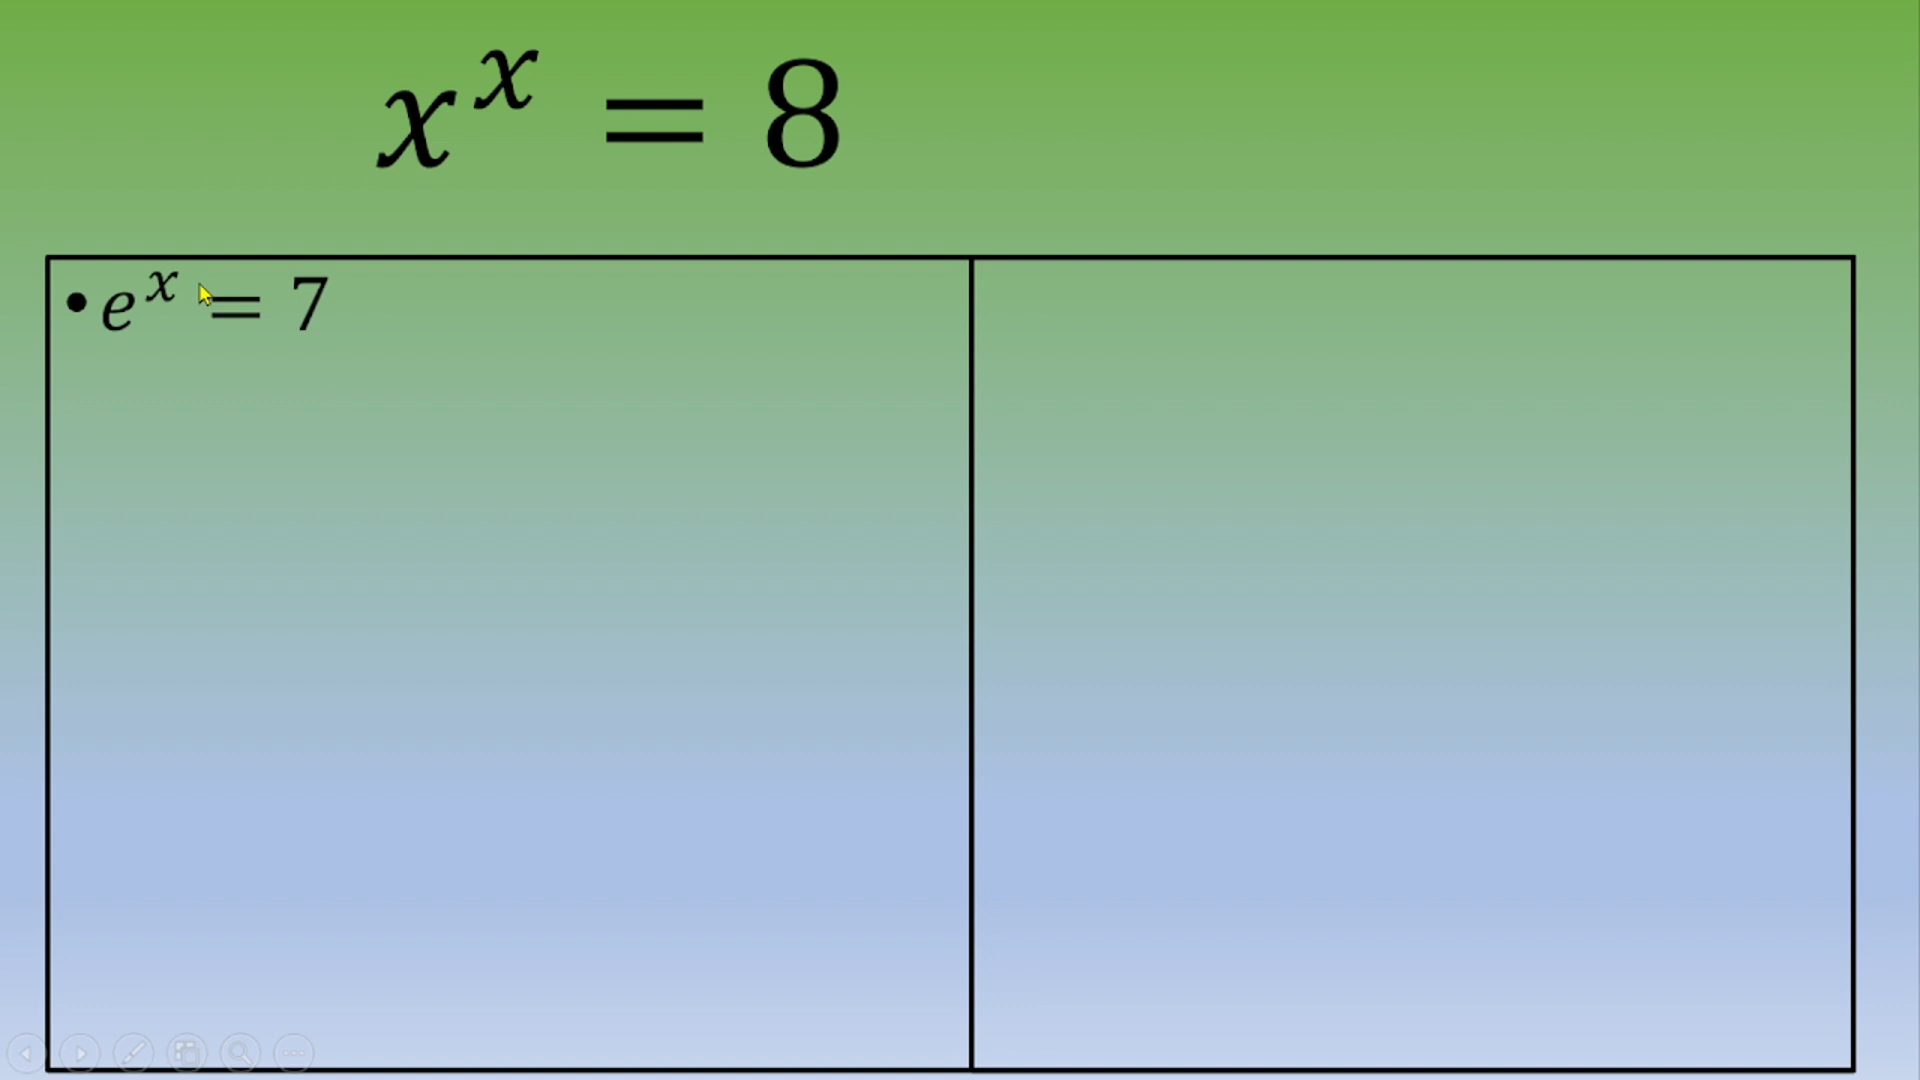 x^x = 8
• e^x = 7